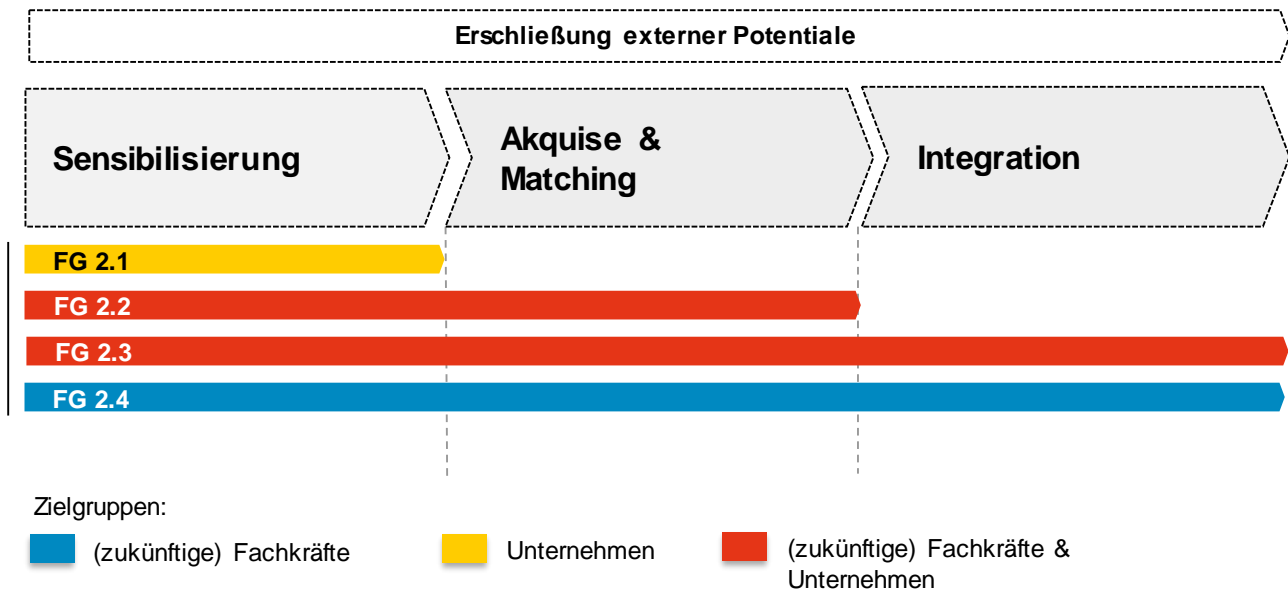 Erschließung externer Potentiale
Sensibilisierung
Akquise &
Matching
Integration
FG 2.1
FG 2.2
FG 2.3
FG 2.4
Zielgruppen:
(zukünftige) Fachkräfte
Unternehmen
(zukünftige) Fachkräfte &
Unternehmen